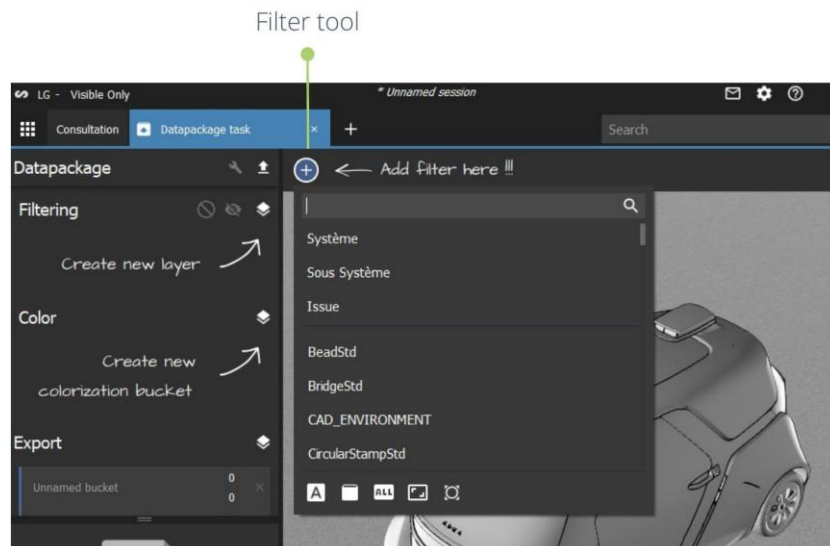 Filter tool
LG - Visible Only
* Unnamed session
Consultation
Datapackage task
×
+
Search
Datapackage
Add filter here !!!
Filtering
Create new layer
Système
Sous Système
Issue
Color
Create new
colorization bucket
BeadStd
BridgeStd
CAD_ENVIRONMENT
CircularStampStd
Export
Unnamed bucket
0
0
A
ALL